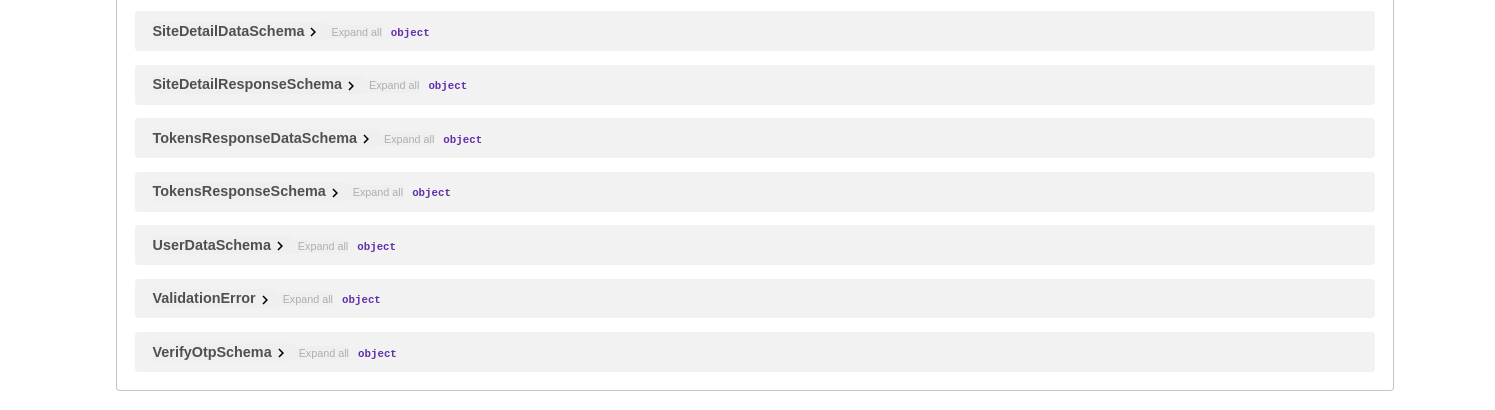 SiteDetailDataSchema Expand all object
SiteDetailResponseSchema Expand all object
TokensResponseDataSchema Expand all object
TokensResponseSchema Expand all object
UserDataSchema Expand all object
ValidationError Expand all object
VerifyOtpSchema Expand all object